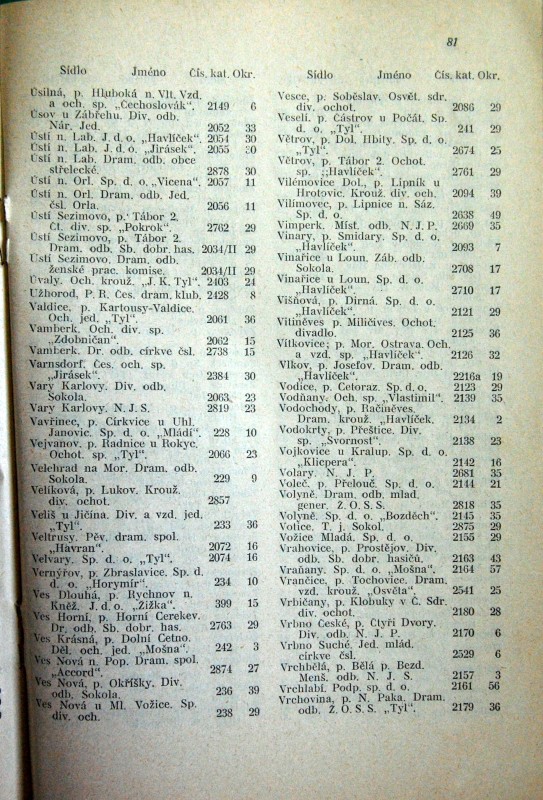 81
Sídlo Jméno Čís. kat. Okr.
Úsilná, p. Hluboká n. Vlt. Vzd.
a och. sp. „Čechoslovák". 2149 6
Úsov u Zábřehu. Div. odb.
Nár. Jed. 2052 33
Ústí n. Lab. J. d. o. „Havlíček". 2054 30
Ústí n. Lab. J. d. o. „Jirásek". 2055 30
Ústí n. Lab. Dram. odb. obce
střelecké. 2878 30
Ústí n. Orl. Sp. d. o. „Vicena". 2057 11
Ústí n. Orl. Dram. odb. Jed.
čsl. Orla. 2056 11
Ústí Sezimovo, p. Tábor 2.
Čt. div. sp. „Pokrok". 2762 29
Ústí Sezimovo, p. Tábor 2.
Dram. odb. Sb. dobr. has. 2034/II 29
Ústí Sezimovo. Dram. odb.
ženské prac. komise. 2034/II 29
Úvaly. Och. krouž. „J. K. Tyl". 2403 24
Užhorod, P. R. Čes. dram. klub. 2428 8
Valdice, p. Kartousy-Valdice.
Och. jed. „Tyl". 2061 36
Vamberk. Och. div. sp.
„Zdobničan". 2062 15
Vamberk. Dr. odb. církve čsl. 2738 15
Varnsdorf. Čes. och. sp.
„Jirásek". 2384 30
Vary Karlovy. Div. odb.
Sokola. 2063 23
Vary Karlovy. N. J. S. 2819 23
Vavřinec, p. Církvice u Uhl.
Janovic. Sp. d. o. „Mládí". 228 10
Vejvanov, p. Radnice u Rokyc.
Ochot. sp. „Tyl". 2066 23
Velehrad na Mor. Dram. odb.
Sokola. 229 9
Velíková, p. Lukov. Krouž.
div. ochot. 2857
Veliš u Jičína. Div. a vzd. jed.
„Tyl". 233 36
Veltrusy. Pěv. dram. spol.
„Havran". 2072 16
Velvary. Sp. d. o. „Tyl". 2074 16
Vernýřov, p. Zbraslavice. Sp. d.
d. o. „Horymír". 234 10
Ves Dlouhá, p. Rychnov n.
Kněž. J. d. o. „Žižka". 399 15
Ves Horní, p. Horní Cerekev.
Dr. odb. Sb. dobr. has. 2763 29
Ves Krásná, p. Dolní Cetno.
Děl. och. jed. „Mošna". 242 3
Ves Nová n. Pop. Dram. spol.
„Accord". 2874 27
Ves Nová, p. Okříšky. Div.
odb. Sokola. 236 39
Ves Nová u Ml. Vožice. Sp.
div. och. 238 29
Sídlo Jméno Čís. kat. Okr.
Vesce, p. Soběslav. Osvět. sdr.
div. ochot. 2086 29
Veselí, p. Částrov u Počát. Sp.
d. o. „Tyl". 241 29
Větrov, p. Dol. Hbity. Sp. d. o.
„Tyl". 2674 25
Větrov, p. Tábor 2. Ochot.
sp. „Havlíček". 2761 29
Vilémovice Dol., p. Lipník u
Hrotovic. Krouž. div. och. 2094 39
Vilímovec, p. Lipnice n. Sáz.
Sp. d. o. 2638 49
Vimperk. Míst. odb. N. J. P. 2669 35
Vinary, p. Smidary. Sp. d. o.
„Havlíček". 2093 7
Vinařice u Loun. Záb. odb.
Sokola. 2708 17
Vinařice u Loun. Sp. d. o.
„Havlíček". 2710 17
Višňová, p. Dirná. Sp. d. o.
„Havlíček". 2121 29
Vitiněves p. Miličíves. Ochot.
divadlo. 2125 36
Vítkovice; p. Mor. Ostrava. Och.
a vzd. sp. „Havlíček". 2126 32
Vlkov, p. Josefov. Dram. odb.
„Havlíček." 2216a 19
Vodice, p. Cetoraz. Sp. d. o. 2123 29
Vodňany. Och. sp. „Vlastimil". 2139 35
Vodochody, p. Račiněves.
Dram. krouž. „Havlíček. 2134 2
Vodokrty, p. Přeštice. Div.
sp. „Svornost". 2138 23
Vojkovice u Kralup. Sp. d. o.
„Klicpera". 2142 16
Volary. N. J. P. 2681 35
Voleč. p. Přelouč. Sp. d. o. 2144 21
Volyně. Dram. odb. mlad.
gener. Ž. O. S. S. 2818 35
Volyně. Sp. d. o. „Bozděch". 2145 35
Votice. T. j. Sokol. 2875 29
Vožice Mladá. Sp. d. o. 2155 29
Vrahovice, p. Prostějov. Div.
odb. Sb. dobr. hasičů. 2163 43
Vraňany. Sp. d. o. „Mošna". 2164 57
Vrančice, p. Tochovice. Dram.
vzd. krouž. „Osvěta". 2541 25
Vrbičany, p. Klobuky v Č. Sdr.
div. ochot. 2180 28
Vrbno České, p. Čtyři Dvory.
Div. odb. N. J. P. 2170 6
Vrbno Suché. Jed. mlád.
církve čsl. 2529 6
Vrchbělá, p. Bělá p. Bezd.
Menš. odb. N. J. S. 2157 3
Vrchlabí. Podp. sp. d. o. 2161 56
Vrchovina, p. N. Paka. Dram.
odb. Ž. O. S. S. „Tyl". 2179 36